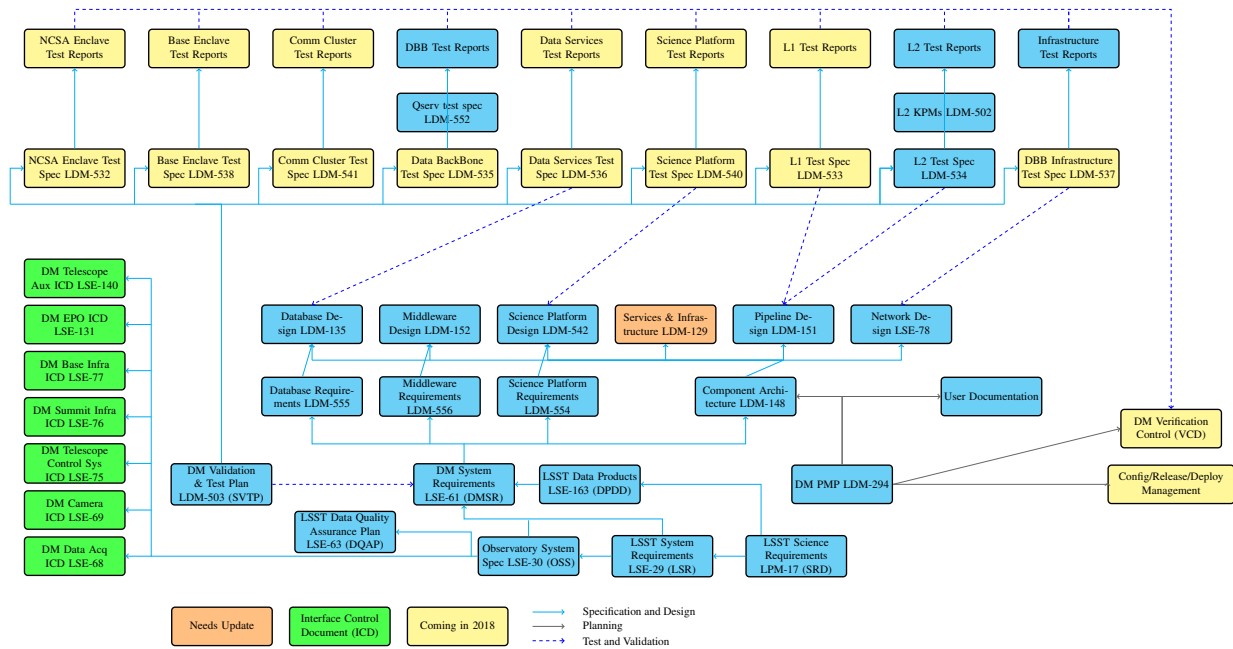 NCSA Enclave
Test Reports
Base Enclave
Test Reports
Comm Cluster
Test Reports
DBB Test Reports
Data Services
Test Reports
Science Platform
Test Reports
L1 Test Reports
L2 Test Reports
Infrastructure
Test Reports
Qserv test spec
LDM-552
L2 KPMs LDM-502
NCSA Enclave Test
Spec LDM-532
Base Enclave Test
Spec LDM-538
Comm Cluster Test
Spec LDM-541
Data BackBone
Test Spec LDM-535
Data Services Test
Spec LDM-536
Science Platform
Test Spec LDM-540
L1 Test Spec
LDM-533
L2 Test Spec
LDM-534
DBB Infrastructure
Test Spec LDM-537
DM Telescope
Aux ICD LSE-140
DM EPO ICD
LSE-131
DM Base Infra
ICD LSE-77
DM Summit Infra
ICD LSE-76
DM Telescope
Control Sys
ICD LSE-75
DM Camera
ICD LSE-69
DM Data Acq
ICD LSE-68
Database De-
sign LDM-135
Middleware
Design LDM-152
Science Platform
Design LDM-542
Services & Infras-
tructure LDM-129
Pipeline De-
sign LDM-151
Network De-
sign LSE-78
Database Require-
ments LDM-555
Middleware
Requirements
LDM-556
Science Platform
Requirements
LDM-554
Component Archi-
tecture LDM-148
User Documentation
DM Verification
Control (VCD)
DM Validation
& Test Plan
LDM-503 (SVTP)
DM System
Requirements
LSE-61 (DMSR)
LSST Data Products
LSE-163 (DPDD)
DM PMP LDM-294
Config/Release/Deploy
Management
LSST Data Quality
Assurance Plan
LSE-63 (DQAP)
Observatory System
Spec LSE-30 (OSS)
LSST System
Requirements
LSE-29 (LSR)
LSST Science
Requirements
LPM-17 (SRD)
Needs Update
Interface Control
Document (ICD)
Coming in 2018
Specification and Design
Planning
Test and Validation